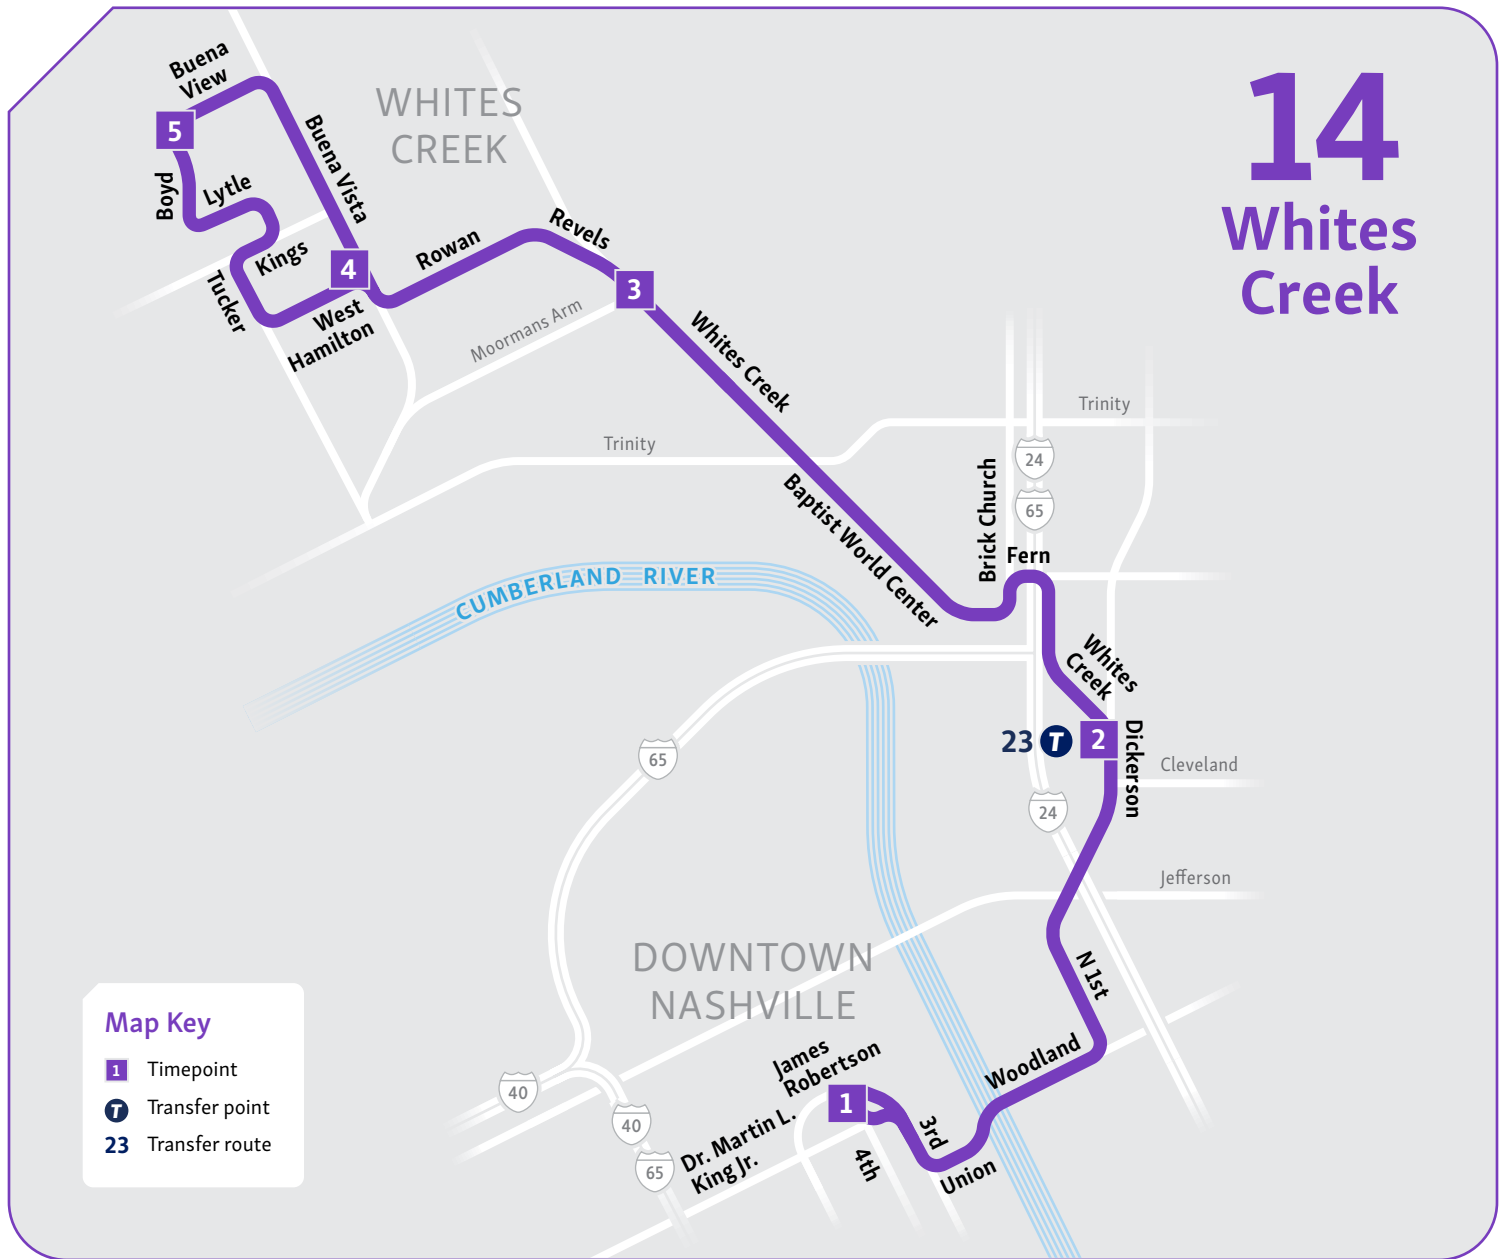 14
Whites
Creek
Buena
View
WHITES
CREEK
5
Buena Vista
Boyd
Lytle
Kings
Tucker
4
West
Hamilton
Rowan
Revels
3
Moormans Arm
Whites Creek
Trinity
Trinity
24
65
Brick Church
Fern
Baptist World Center
CUMBERLAND RIVER
Whites
Creek
23 T 2
Dickerson
Cleveland
65
24
Jefferson
DOWNTOWN
NASHVILLE
N 1st
Woodland
James
Robertson
1
Dr. Martin L.
King Jr.
3rd
4th
Union
40
40
65
Map Key
1 Timepoint
T Transfer point
23 Transfer route